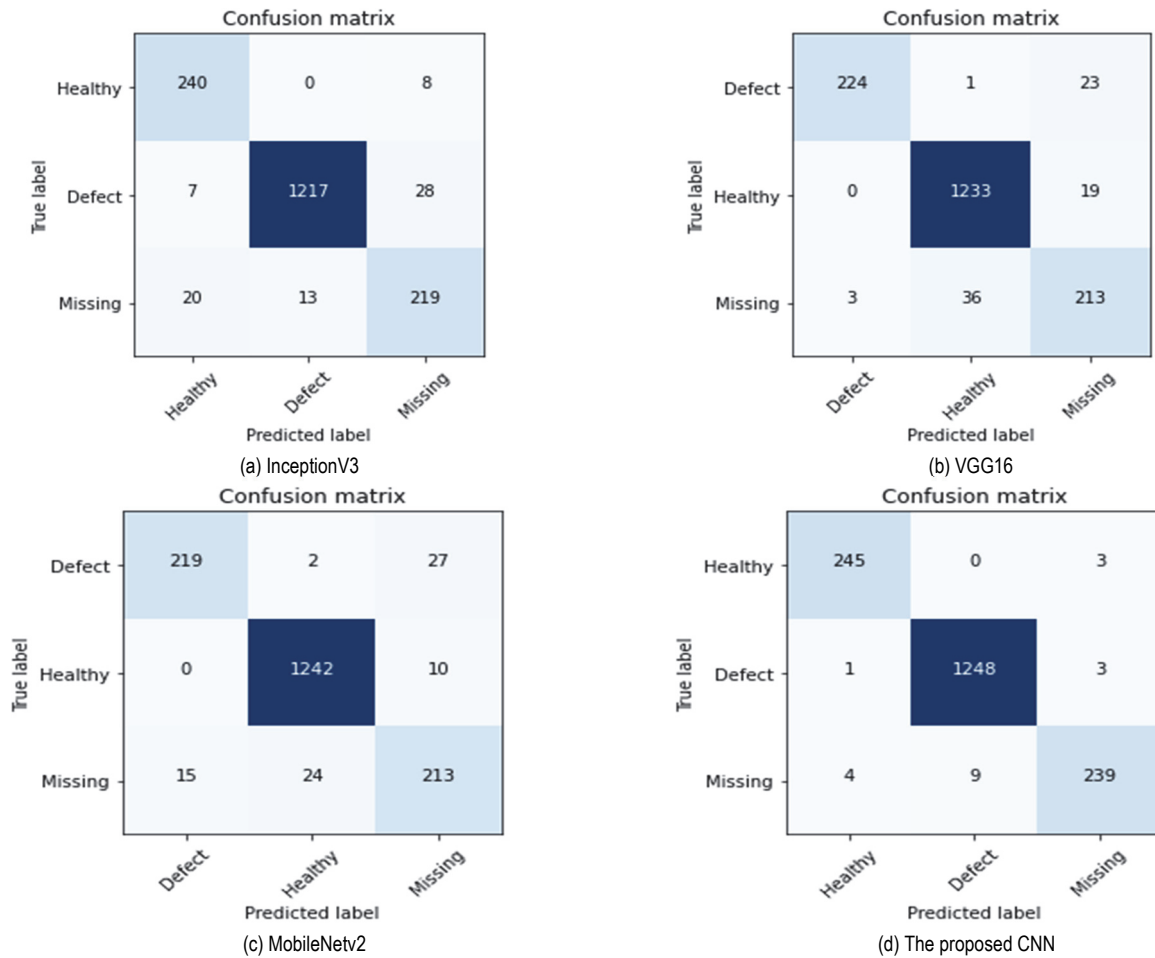 Confusion matrix
True label
Healthy 240 0 8
Defect 7 1217 28
Missing 20 13 219
Healthy Defect Missing
Predicted label
(a) InceptionV3
Confusion matrix
True label
Defect 224 1 23
Healthy 0 1233 19
Missing 3 36 213
Defect Healthy Missing
Predicted label
(b) VGG16
Confusion matrix
True label
Defect 219 2 27
Healthy 0 1242 10
Missing 15 24 213
Defect Healthy Missing
Predicted label
(c) MobileNetv2
Confusion matrix
True label
Healthy 245 0 3
Defect 1 1248 3
Missing 4 9 239
Healthy Defect Missing
Predicted label
(d) The proposed CNN